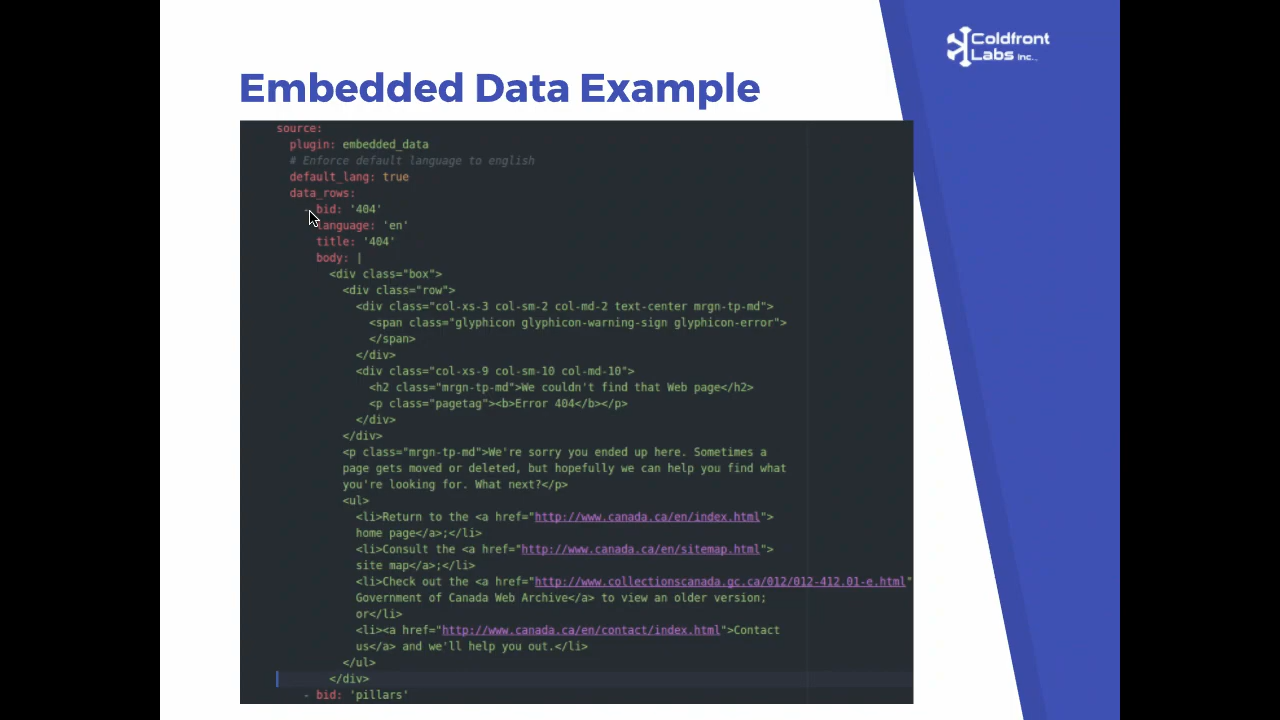 Coldfront
Labs Inc.
Embedded Data Example
source:
  plugin: embedded_data
  # Enforce default language to english
  default_lang: true
  data_rows:
    - bid: '404'
      language: 'en'
      title: '404'
      body: |
        <div class="box">
          <div class="row">
            <div class="col-xs-3 col-sm-2 col-md-2 text-center mrgn-tp-md">
              <span class="glyphicon glyphicon-warning-sign glyphicon-error">
              </span>
            </div>
            <div class="col-xs-9 col-sm-10 col-md-10">
              <h2 class="mrgn-tp-md">We couldn't find that Web page</h2>
              <p class="pagetag"><b>Error 404</b></p>
            </div>
          </div>
          <p class="mrgn-tp-md">We're sorry you ended up here. Sometimes a
          page gets moved or deleted, but hopefully we can help you find what
          you're looking for. What next?</p>
          <ul>
            <li>Return to the <a href="http://www.canada.ca/en/index.html">
            home page</a>;</li>
            <li>Consult the <a href="http://www.canada.ca/en/sitemap.html">
            site map</a>;</li>
            <li>Check out the <a href="http://www.collectionscanada.gc.ca/012/012-412.01-e.html"
            Government of Canada Web Archive</a> to view an older version;
            or</li>
            <li><a href="http://www.canada.ca/en/contact/index.html">Contact
            us</a> and we'll help you out.</li>
          </ul>
        </div>
    - bid: 'pillars'